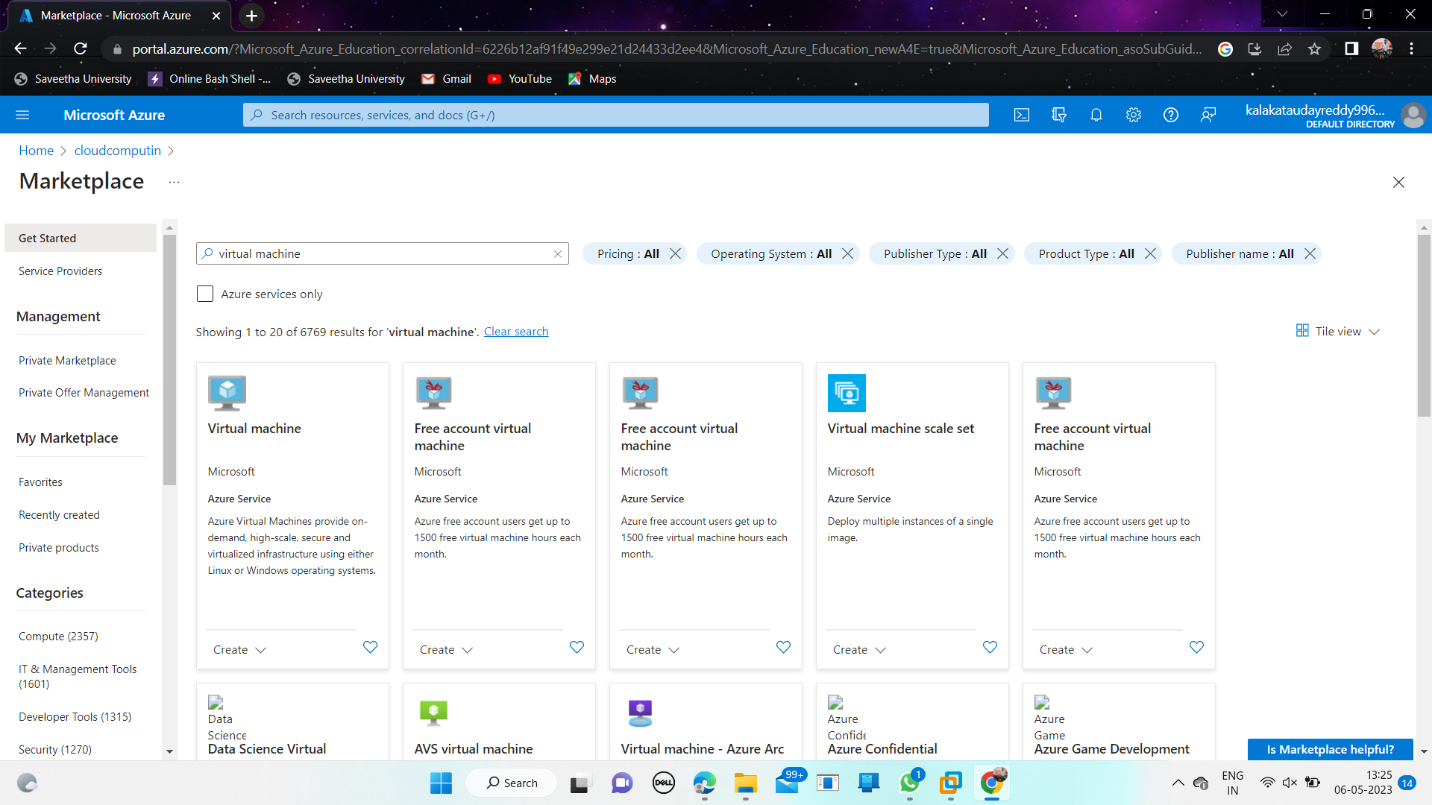 Marketplace - Microsoft Azure
portal.azure.com/?Microsoft_Azure_Education_correlationId=6226b12af91f49e299e21d24433d2ee4&Microsoft_Azure_Education_newA4E=true&Microsoft_Azure_Education_asoSubGuid...
Saveetha University
Online Bash Shell -...
Saveetha University
Gmail
YouTube
Maps
Microsoft Azure
Search resources, services, and docs (G+/)
kalakataudayreddy996...
DEFAULT DIRECTORY
Home > cloudcomputin >
Marketplace ...
Get Started
Service Providers
Management
Private Marketplace
Private Offer Management
My Marketplace
Favorites
Recently created
Private products
Categories
Compute (2357)
IT & Management Tools
(1601)
Developer Tools (1315)
Security (1270)
virtual machine
Pricing : All
Operating System : All
Publisher Type : All
Product Type : All
Publisher name : All
Azure services only
Showing 1 to 20 of 6769 results for 'virtual machine'. Clear search
Tile view
Virtual machine
Microsoft
Azure Service
Azure Virtual Machines provide on-
demand, high-scale, secure and
virtualized infrastructure using either
Linux or Windows operating systems.
Create
Free account virtual
machine
Microsoft
Azure Service
Azure free account users get up to
1500 free virtual machine hours each
month.
Create
Free account virtual
machine
Microsoft
Azure Service
Azure free account users get up to
1500 free virtual machine hours each
month.
Create
Virtual machine scale set
Microsoft
Azure Service
Deploy multiple instances of a single
image.
Create
Free account virtual
machine
Microsoft
Azure Service
Azure free account users get up to
1500 free virtual machine hours each
month.
Create
Data
Science
Data Science Virtual
AVS virtual machine
Virtual machine - Azure Arc
Azure
Confide
Azure Confidential
Azure
Game
Azure Game Development
Is Marketplace helpful?
Search
DELL
99+
1
ENG
IN
13:25
06-05-2023
14